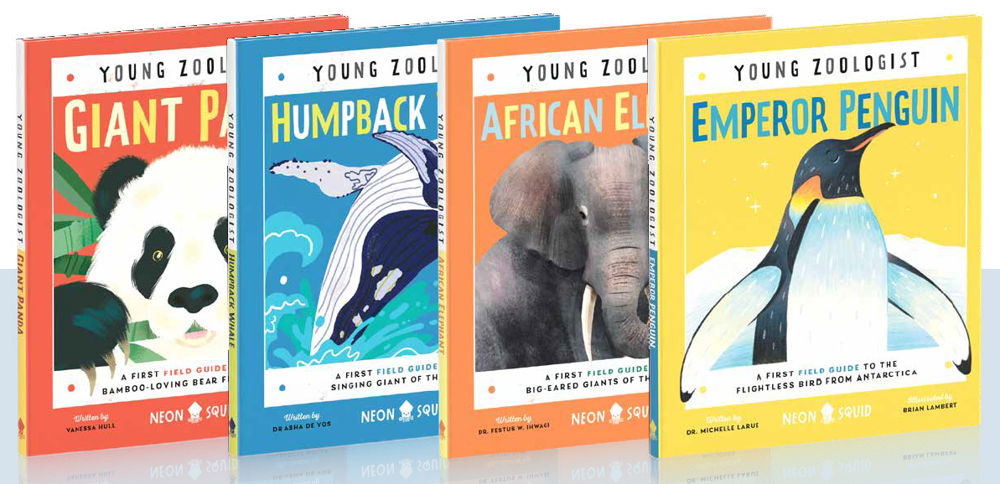 YOUNG ZOOLOGIST
GIANT PANDA
YOUNG ZOOL
GIANT PA
A FIRST FIELD GUIDE
BAMBOO-LOVING BEAR F
Written by
VANESSA HULL
NEON SQUID
YOUNG ZOOLOGIST
HUMPBACK WHALE
YOUNG ZOOL
HUMPBACK
A FIRST FIELD GUIDE
SINGING GIANT OF TH
Written by
DR ASHA DE VOS
NEON SQU
YOUNG ZOOLOGIST
AFRICAN ELEPHANT
YOUNG ZOOL
AFRICAN EL
A FIRST FIELD GUIDE
BIG-EARED GIANTS OF TH
Written by
DR. FESTUS W. IHWAGI
NEON SQU
YOUNG ZOOLOGIST
EMPEROR PENGUIN
YOUNG ZOOLOGIST
EMPEROR PENGUIN
A FIRST FIELD GUIDE TO THE
FLIGHTLESS BIRD FROM ANTARCTICA
Written by
DR. MICHELLE LARUE
NEON SQUID
Illustrated by
BRIAN LAMBERT